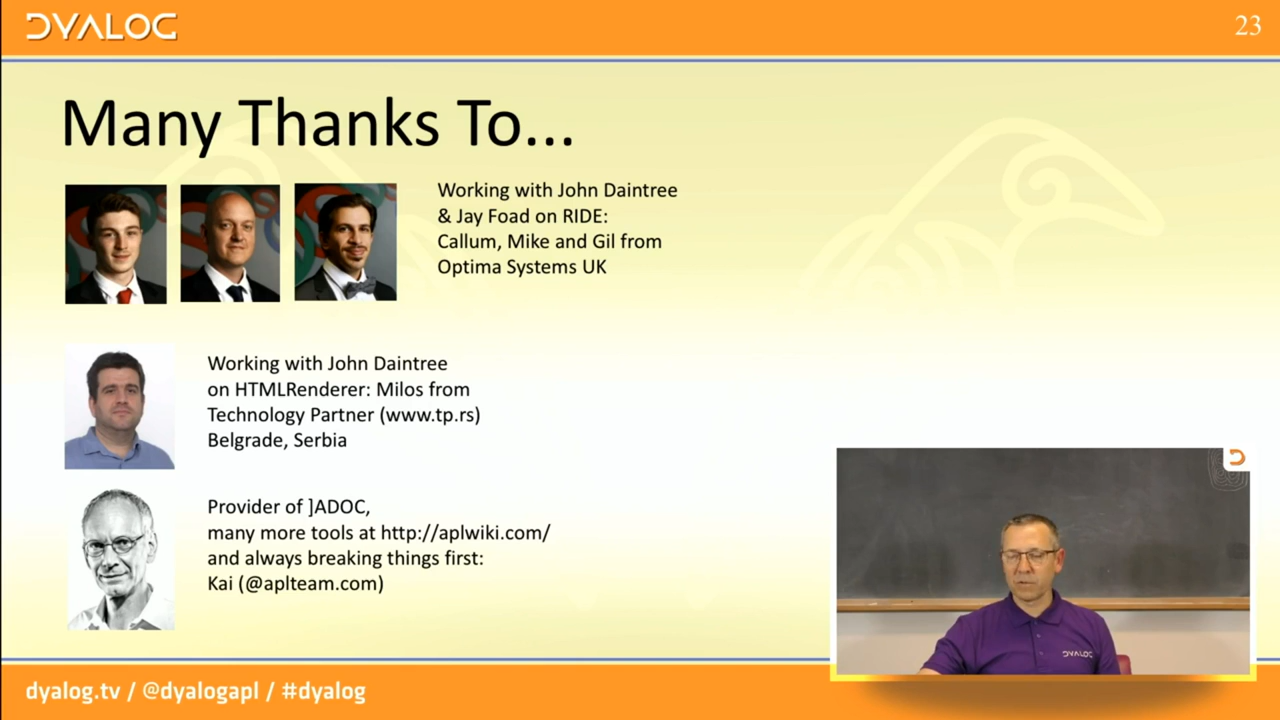 DYALOG
23
Many Thanks To...
Working with John Daintree
& Jay Foad on RIDE:
Callum, Mike and Gil from
Optima Systems UK
Working with John Daintree
on HTMLRenderer: Milos from
Technology Partner (www.tp.rs)
Belgrade, Serbia
Provider of ]ADOC,
many more tools at http://aplwiki.com/
and always breaking things first:
Kai (@aplteam.com)
DYALOG
dyalog.tv / @dyalogapl / #dyalog